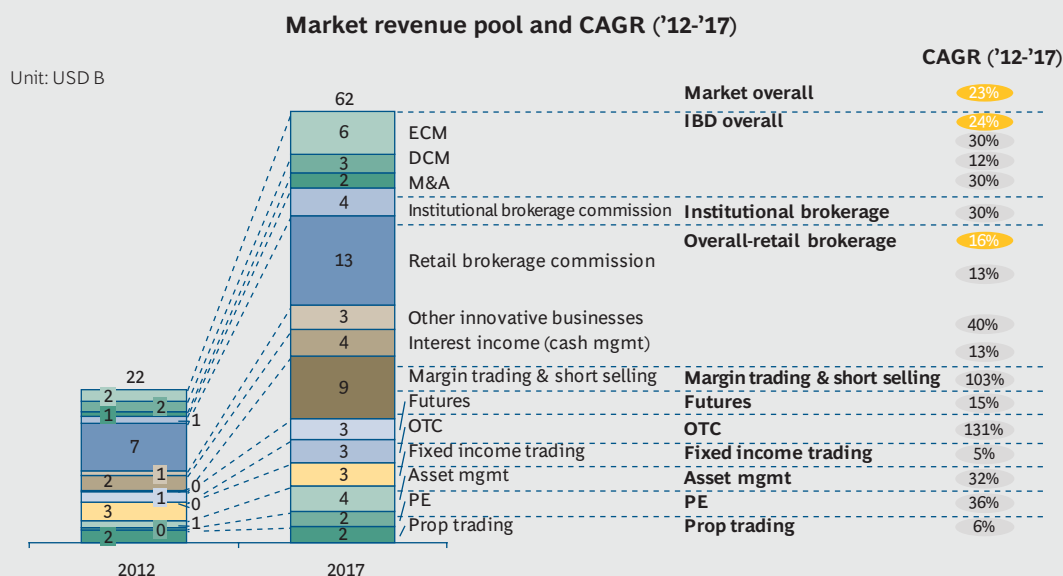 Market revenue pool and CAGR (’12-’17)
CAGR (’12-’17)
Unit: USD B
62
Market overall 23%
IBD overall 24%
6 ECM 30%
3 DCM 12%
2 M&A 30%
4 Institutional brokerage commission Institutional brokerage 30%
Overall-retail brokerage 16%
13 Retail brokerage commission 13%
3 Other innovative businesses 40%
4 Interest income (cash mgmt) 13%
9 Margin trading & short selling Margin trading & short selling 103%
Futures Futures 15%
3 OTC OTC 131%
3 Fixed income trading Fixed income trading 5%
3 Asset mgmt Asset mgmt 32%
4 PE PE 36%
2 Prop trading Prop trading 6%
2
22
2
2
1
1
7
1
2
0
1
0
3
1
0
2
2012 2017